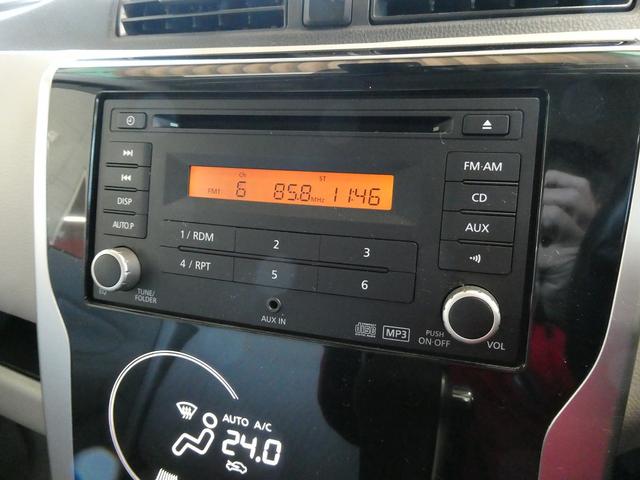 Ch ST
FM1 6 85.8 MHz 11:46
FM·AM
CD
DISP
AUX
AUTO.P
1 / RDM 2 3
4 / RPT 5 6
TUNE/
FOLDER
AUX IN
MP3
PUSH
ON·OFF
VOL
AUTO A/C
24.0